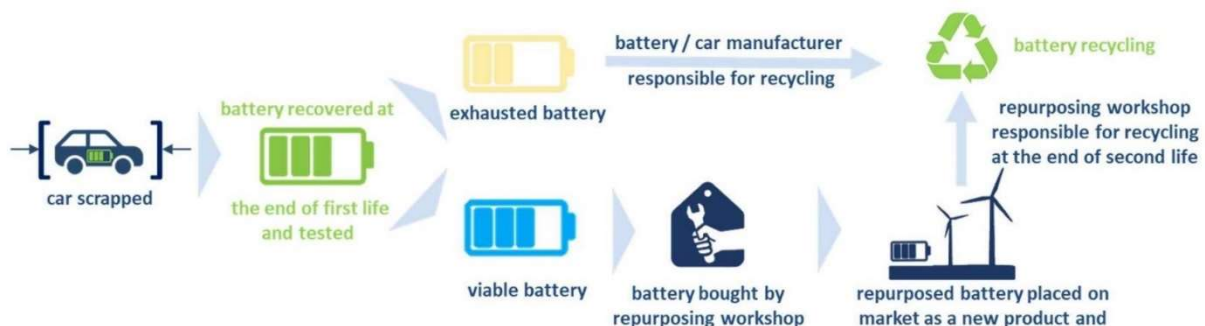 car scrapped
battery recovered at
the end of first life
and tested
exhausted battery
battery / car manufacturer
responsible for recycling
battery recycling
viable battery
battery bought by
repurposing workshop
repurposed battery placed on
market as a new product and
repurposing workshop
responsible for recycling
at the end of second life